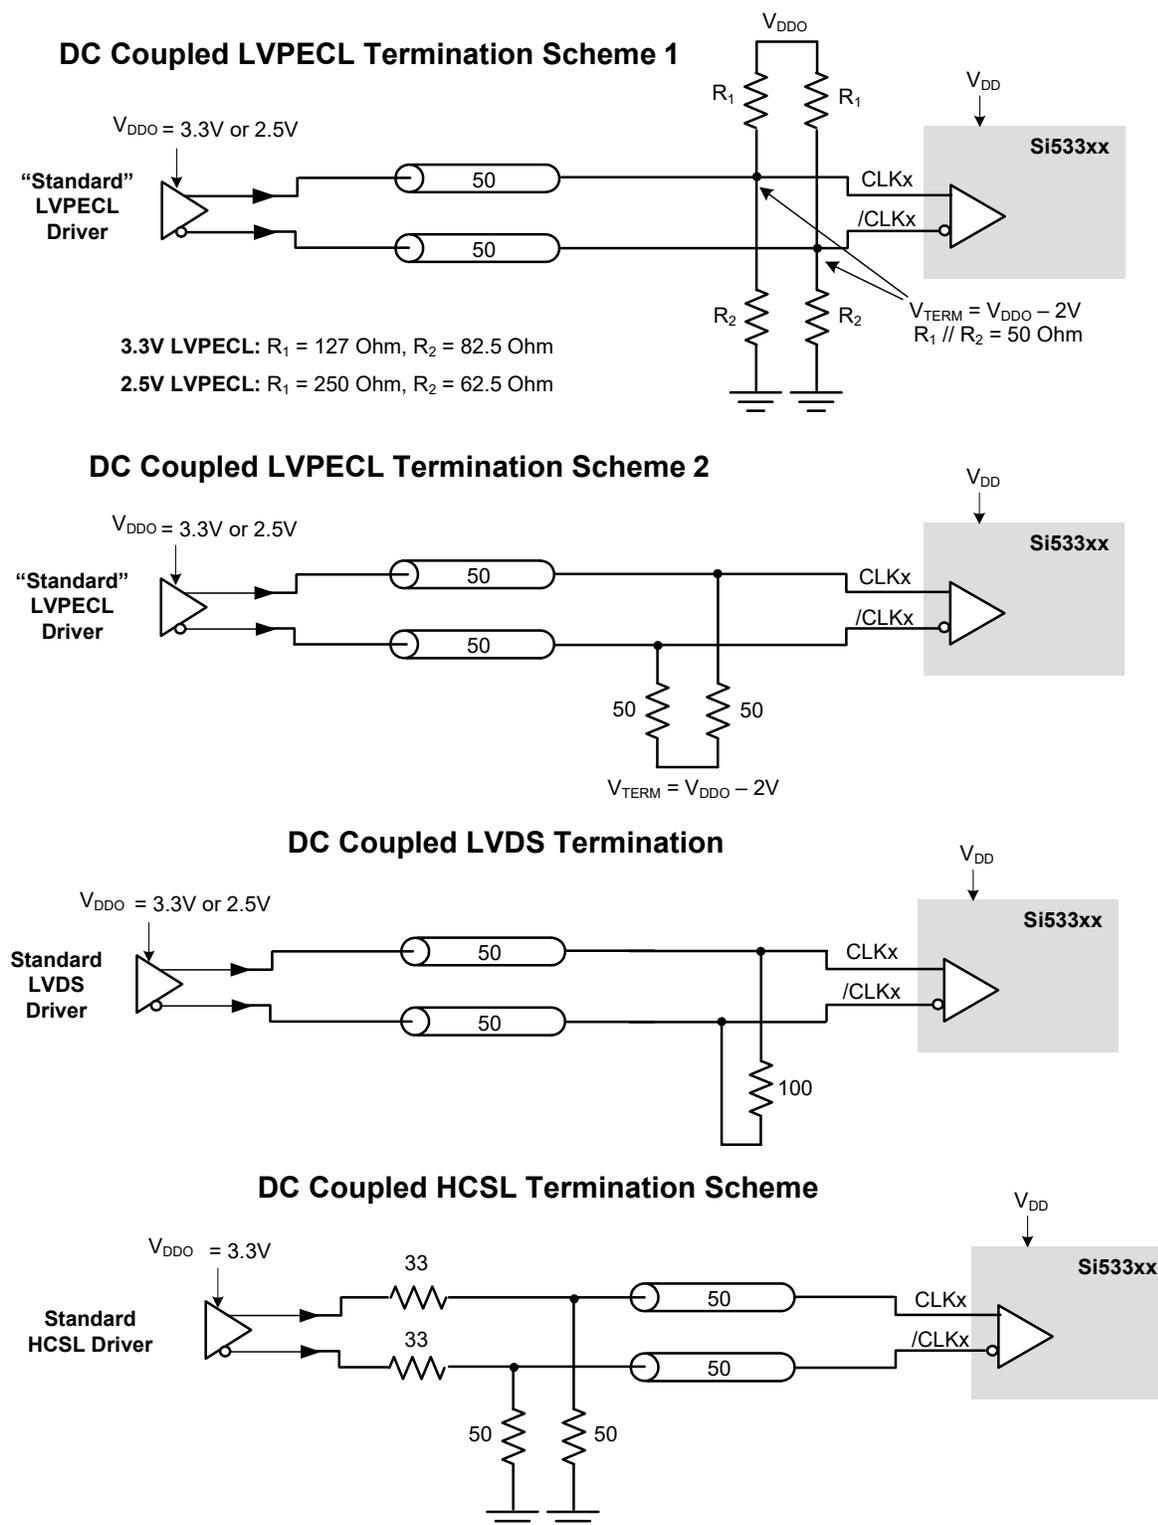 DC Coupled LVPECL Termination Scheme 1
VDDO
R1
R1
VDD
VDDO = 3.3V or 2.5V
Si533xx
“Standard”
LVPECL
Driver
50
CLKx
50
/CLKx
R2
R2
VTERM = VDDO – 2V
R1 // R2 = 50 Ohm
3.3V LVPECL: R1 = 127 Ohm, R2 = 82.5 Ohm
2.5V LVPECL: R1 = 250 Ohm, R2 = 62.5 Ohm
DC Coupled LVPECL Termination Scheme 2
VDD
VDDO = 3.3V or 2.5V
Si533xx
“Standard”
LVPECL
Driver
50
CLKx
50
/CLKx
50
50
VTERM = VDDO – 2V
DC Coupled LVDS Termination
VDD
VDDO = 3.3V or 2.5V
Si533xx
Standard
LVDS
Driver
50
CLKx
50
/CLKx
100
DC Coupled HCSL Termination Scheme
VDD
VDDO = 3.3V
Si533xx
Standard
HCSL Driver
33
50
CLKx
33
50
/CLKx
50
50